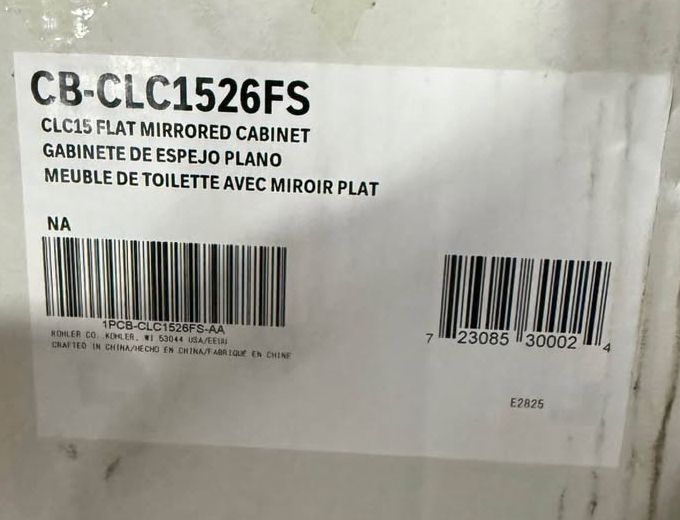 CB-CLC1526FS
CLC15 FLAT MIRRORED CABINET
GABINETE DE ESPEJO PLANO
MEUBLE DE TOILETTE AVEC MIROIR PLAT
NA
1PCB-CLC1526FS-AA
KOHLER CO. KOHLER, WI 53044 USA/EEUU
CRAFTED IN CHINA/HECHO EN CHINA/FABRIQUÉ EN CHINE
7 23085 30002 4
E2825